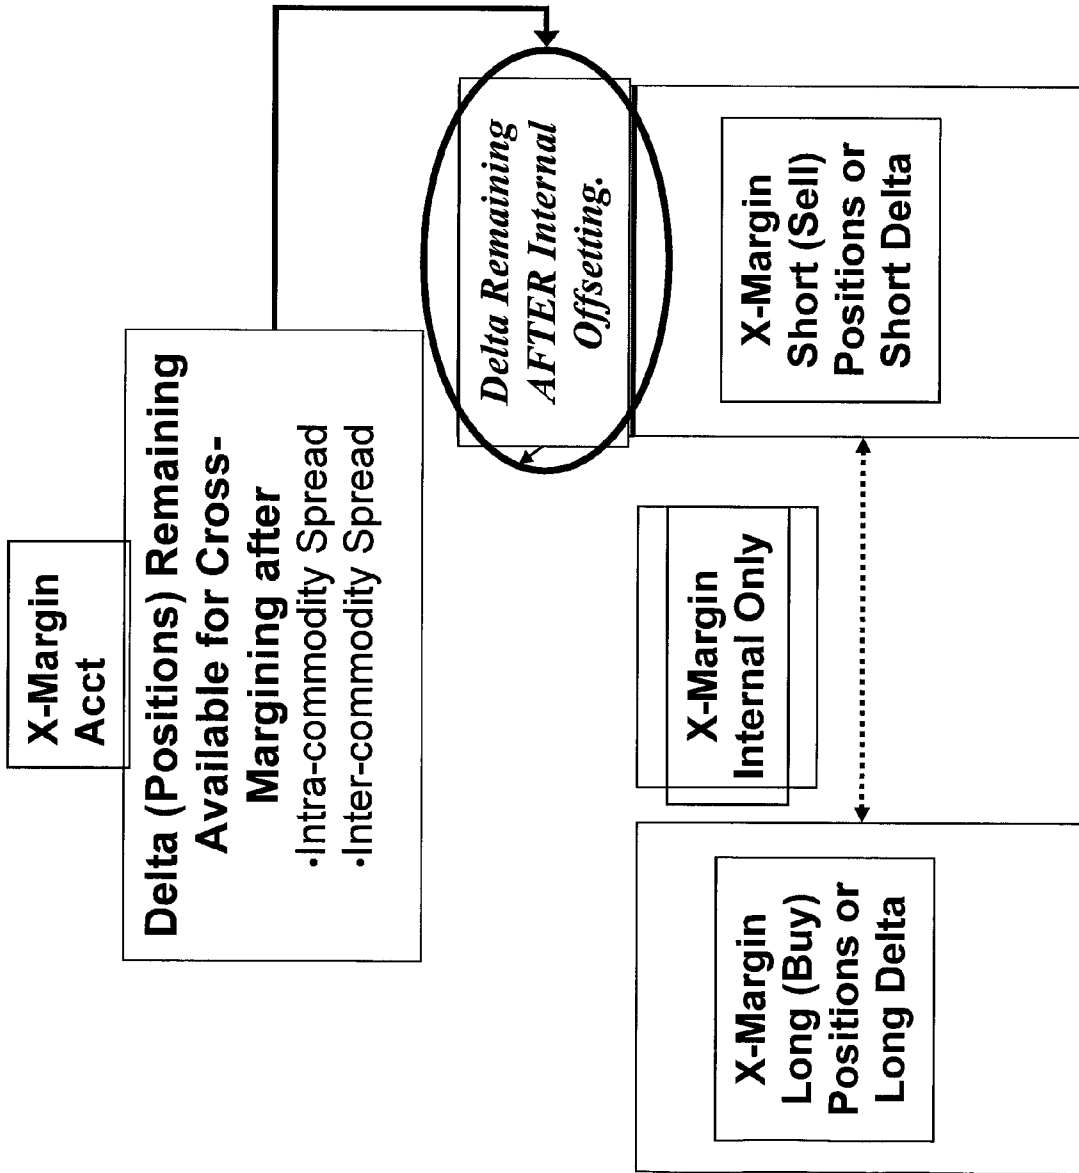 X-Margin
Acct
Delta (Positions) Remaining
Available for Cross-
Margining after
•Intra-commodity Spread
•Inter-commodity Spread
Delta Remaining
AFTER Internal
Offsetting.
X-Margin
Internal Only
X-Margin
Long (Buy)
Positions or
Long Delta
X-Margin
Short (Sell)
Positions or
Short Delta